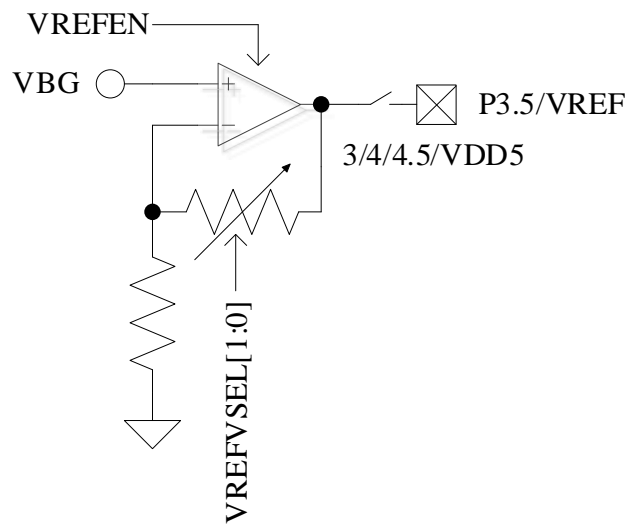 VREFEN
VBG
+
−
P3.5/VREF
3/4/4.5/VDD5
VREFVSEL[1:0]